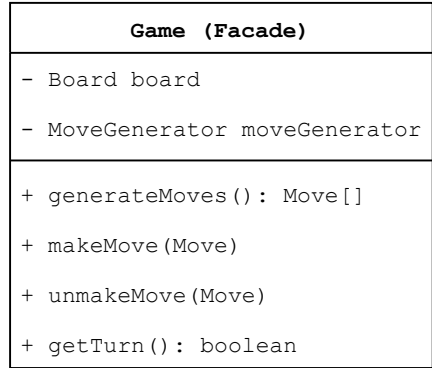 Game (Facade)
- Board board
- MoveGenerator moveGenerator
+ generateMoves(): Move[]
+ makeMove(Move)
+ unmakeMove(Move)
+ getTurn(): boolean